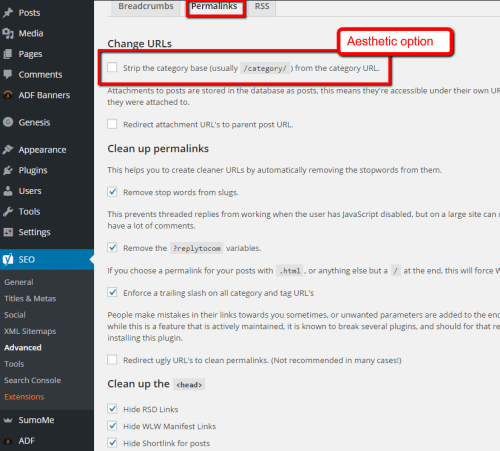 Posts
Media
Pages
Comments
ADF Banners
Genesis
Appearance
Plugins
Users
Tools
Settings
SEO
General
Titles & Metas
Social
XML Sitemaps
Advanced
Tools
Search Console
Extensions
SumoMe
ADF
Breadcrumbs Permalinks RSS
Change URLs
Aesthetic option
Strip the category base (usually /category/ ) from the category URL.
Attachments to posts are stored in the database as posts, this means they're accessible under their own UR
they were attached to.
Redirect attachment URL's to parent post URL.
Clean up permalinks
This helps you to create cleaner URLs by automatically removing the stopwords from them.
Remove stop words from slugs.
This prevents threaded replies from working when the user has JavaScript disabled, but on a large site can
have a lot of comments.
Remove the ?replytocom variables.
If you choose a permalink for your posts with .html , or anything else but a / at the end, this will force W
Enforce a trailing slash on all category and tag URL's
People make mistakes in their links towards you sometimes, or unwanted parameters are added to the end
while this is a feature that is actively maintained, it is known to break several plugins, and should for that re
installing this plugin.
Redirect ugly URL's to clean permalinks. (Not recommended in many cases!)
Clean up the <head>
Hide RSD Links
Hide WLW Manifest Links
Hide Shortlink for posts